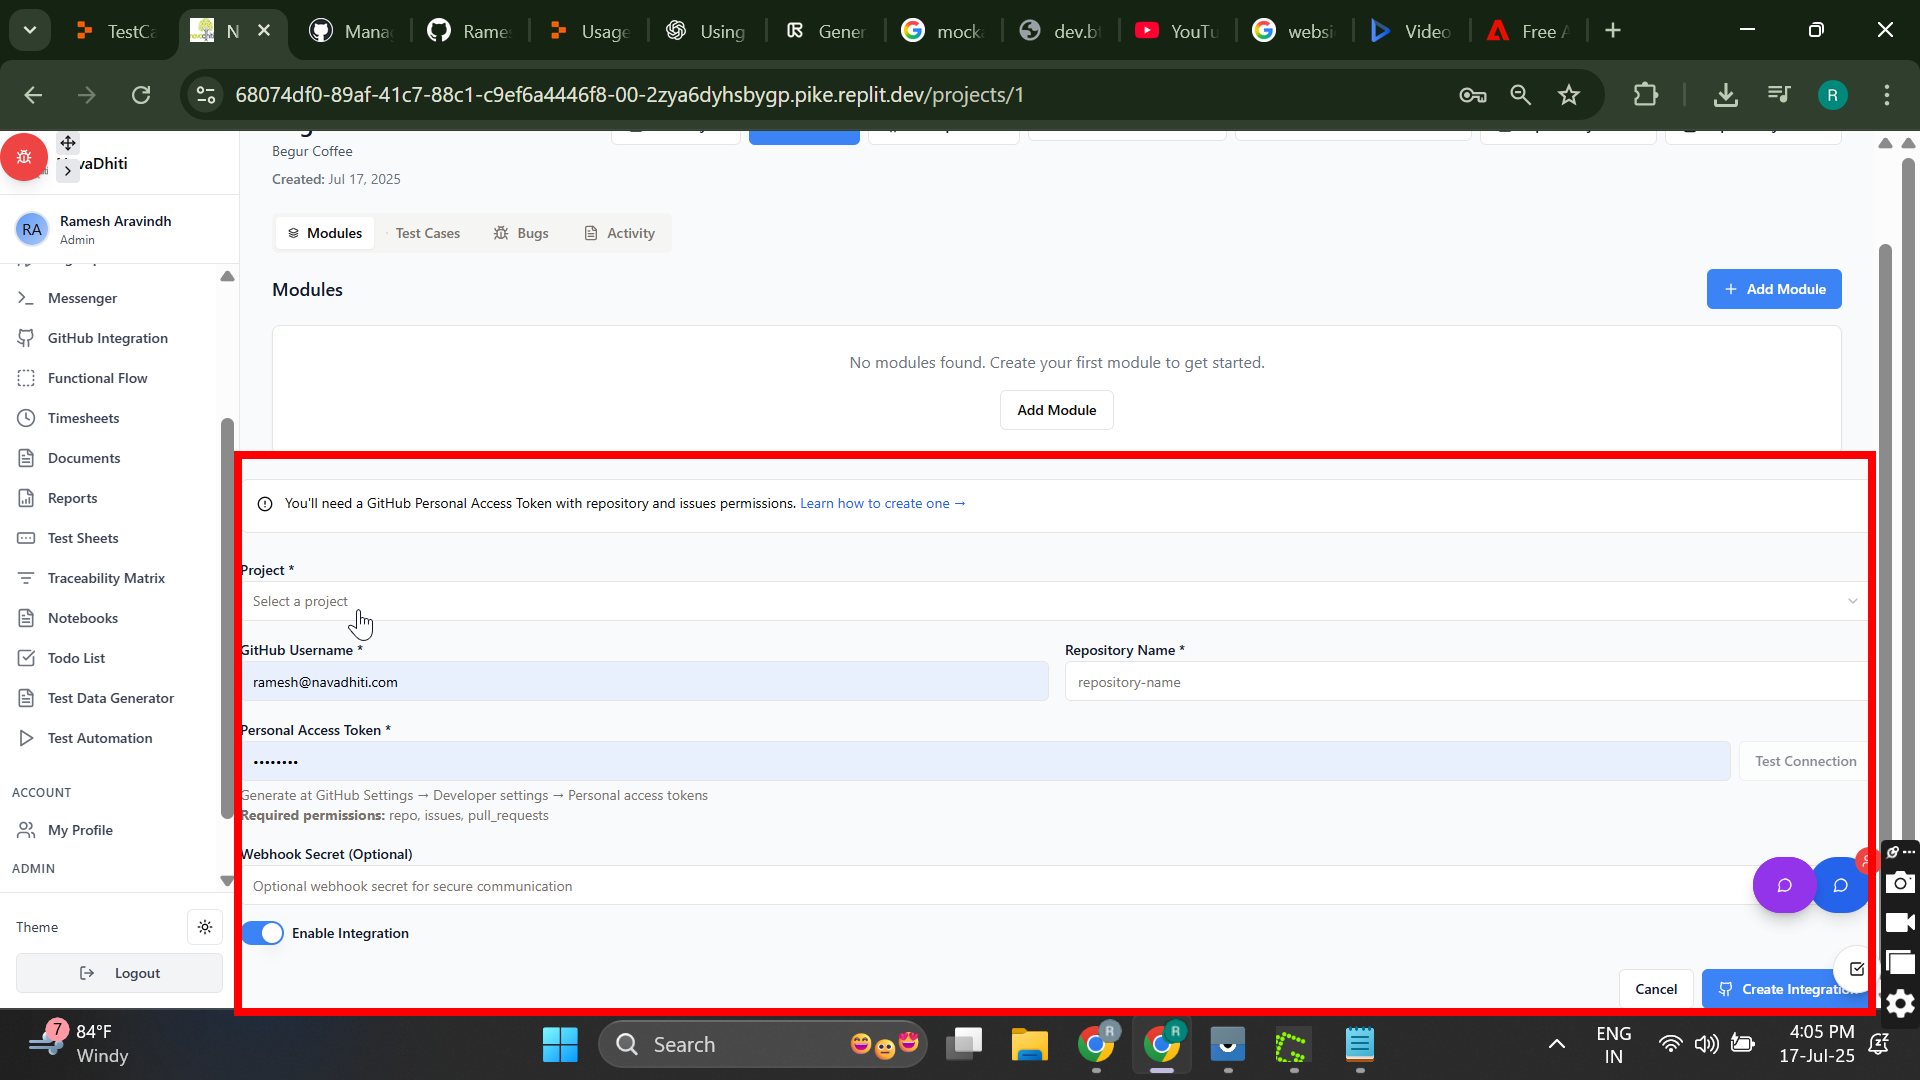 TestCa
N
Mana
Rames
Usage
Using
Gener
mocka
dev.bt
YouTu
websi
Video
Free A
68074df0-89af-41c7-88c1-c9ef6a4446f8-00-2zya6dyhsbygp.pike.replit.dev/projects/1
R
vaDhiti
Begur Coffee
Created: Jul 17, 2025
RA
Ramesh Aravindh
Admin
Modules
Test Cases
Bugs
Activity
Messenger
GitHub Integration
Functional Flow
Timesheets
Documents
Reports
Test Sheets
Traceability Matrix
Notebooks
Todo List
Test Data Generator
Test Automation
ACCOUNT
My Profile
ADMIN
Theme
Logout
Modules
+ Add Module
No modules found. Create your first module to get started.
Add Module
You'll need a GitHub Personal Access Token with repository and issues permissions. Learn how to create one →
Project *
Select a project
GitHub Username *
Repository Name *
ramesh@navadhiti.com
repository-name
Personal Access Token *
••••••••
Test Connection
Generate at GitHub Settings → Developer settings → Personal access tokens
Required permissions: repo, issues, pull_requests
Webhook Secret (Optional)
Optional webhook secret for secure communication
Enable Integration
Cancel
Create Integratio
7
84°F
Windy
Search
R
R
ENG
IN
4:05 PM
17-Jul-25